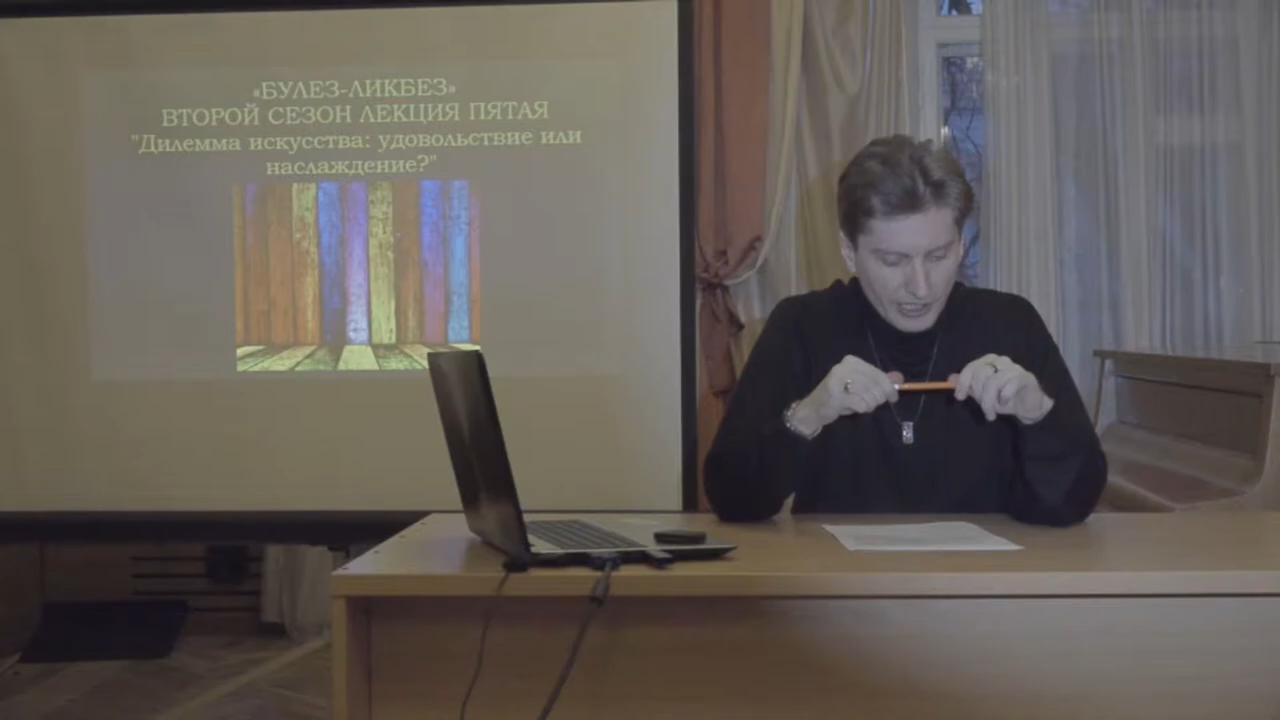 «БУЛЕЗ-ЛИКБЕЗ»
ВТОРОЙ СЕЗОН ЛЕКЦИЯ ПЯТАЯ
"Дилемма искусства: удовольствие или
наслаждение?"